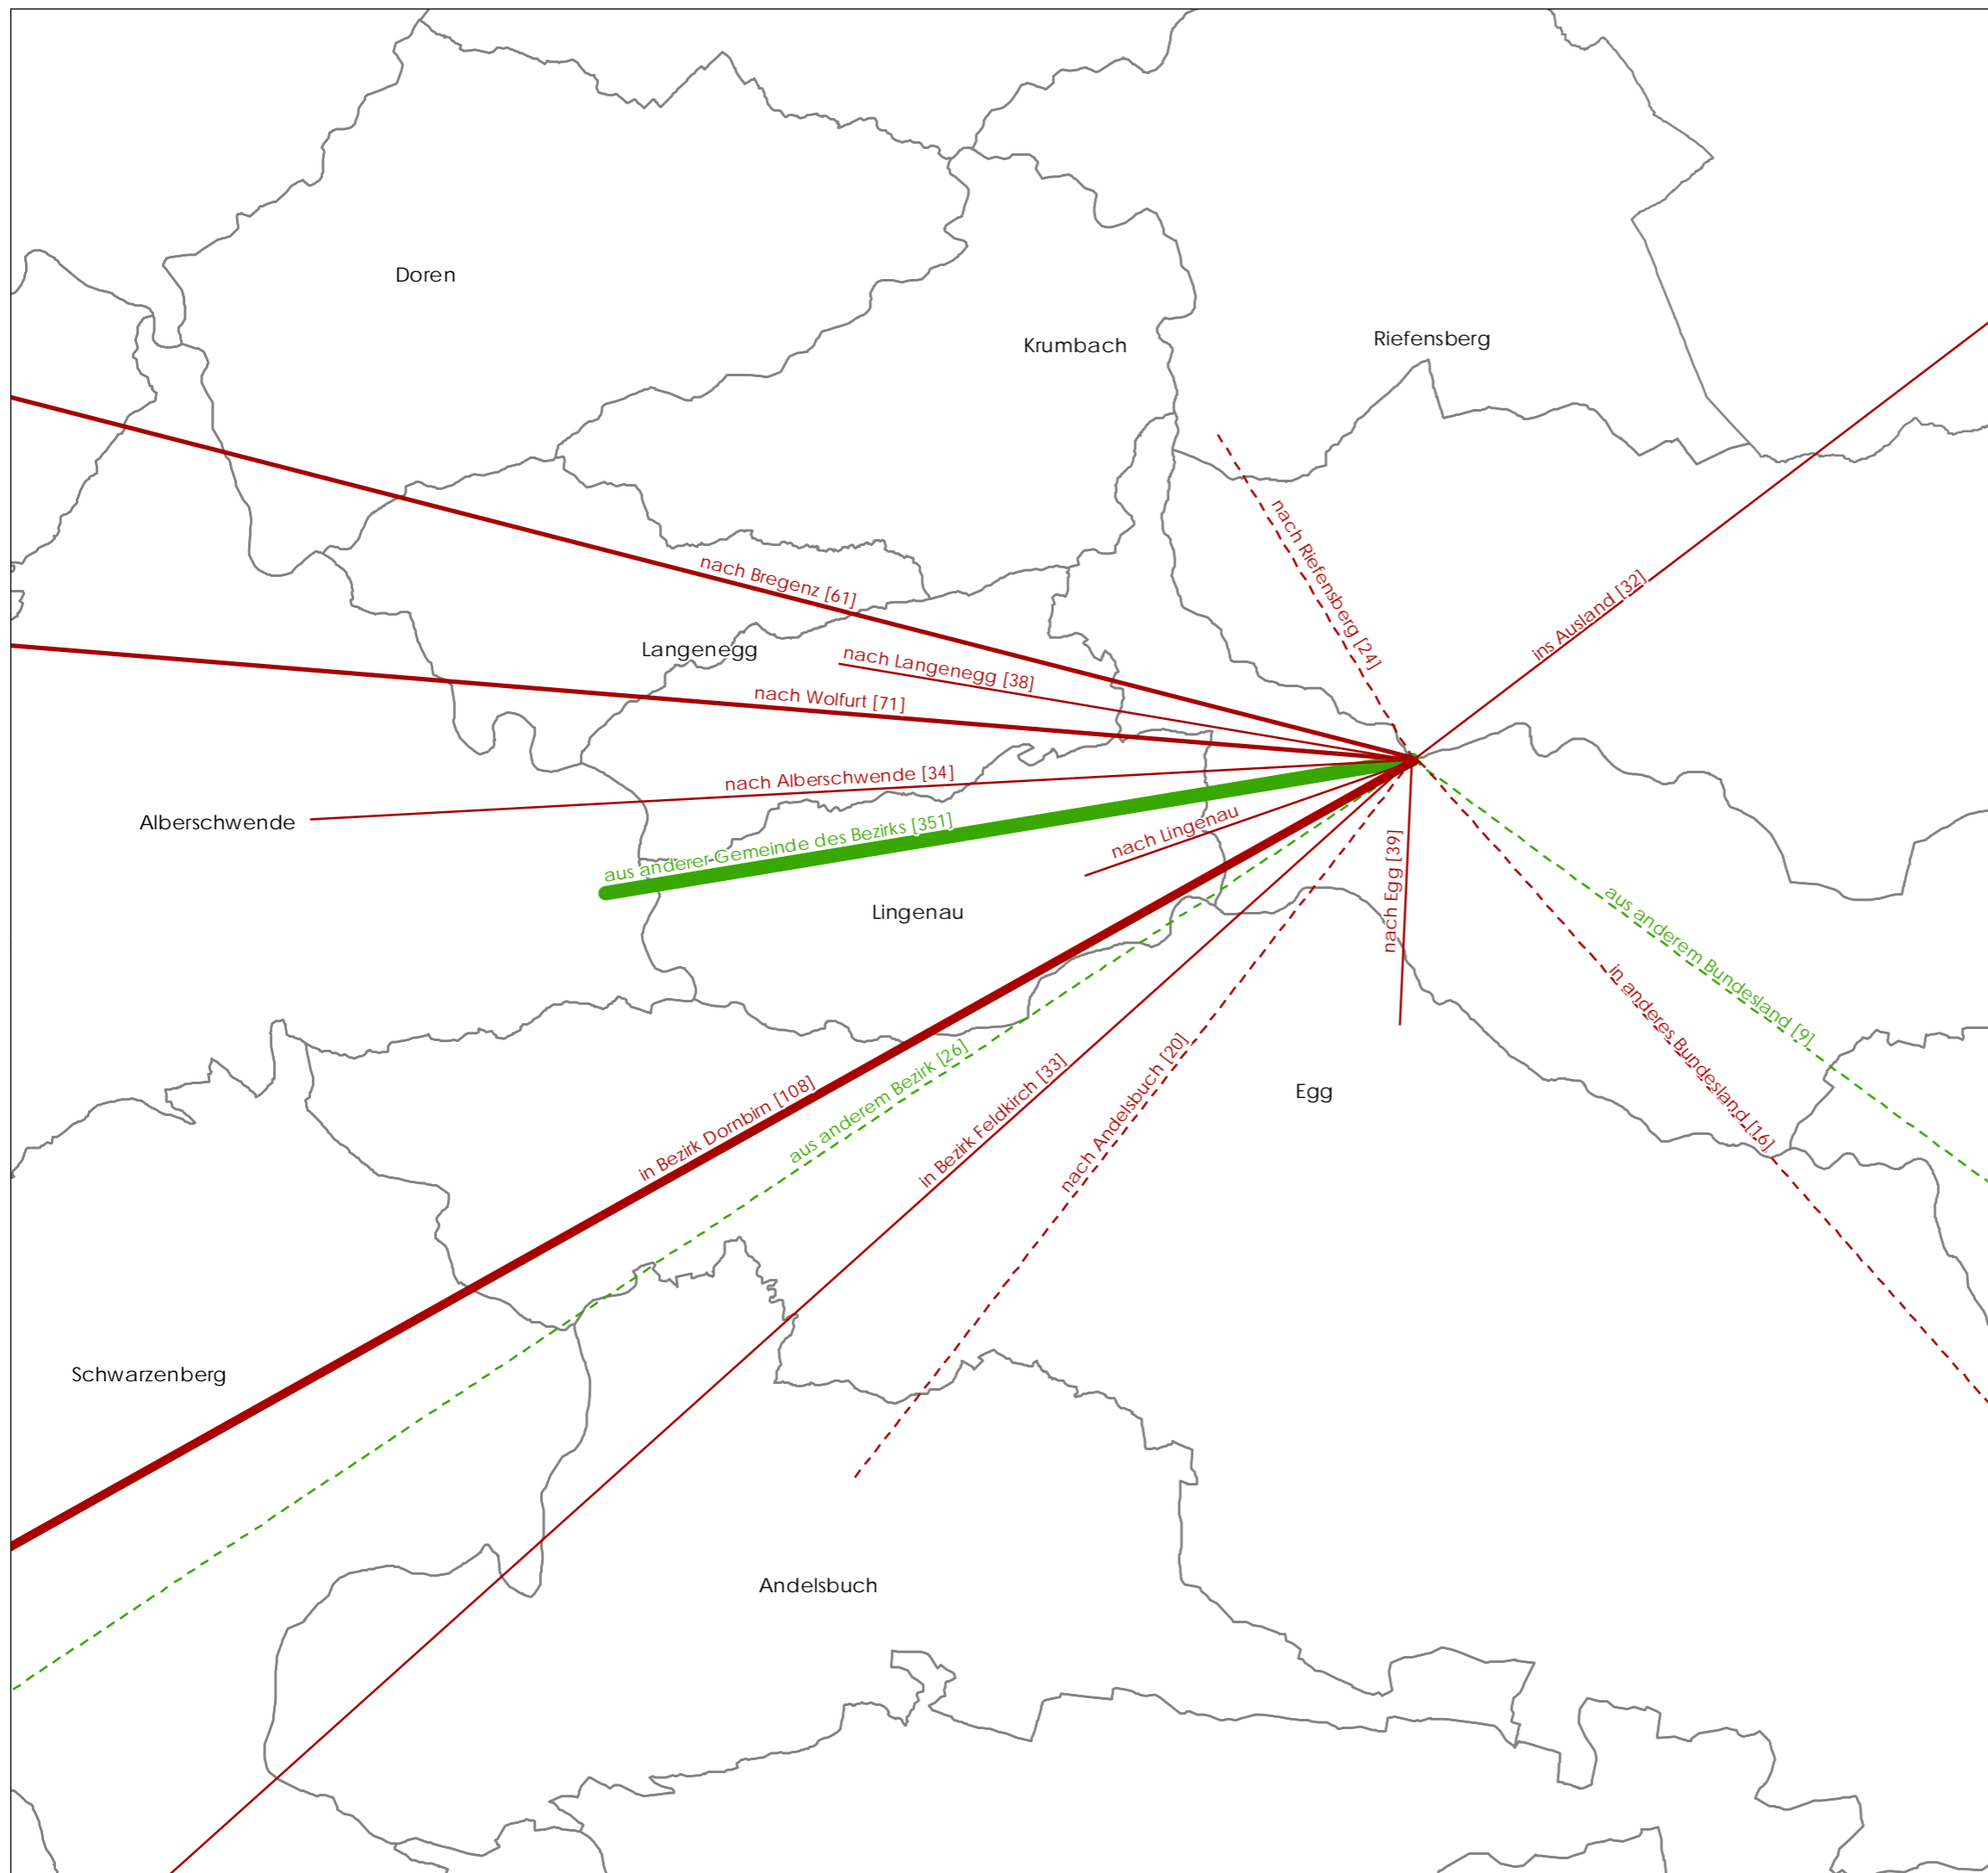 Doren
Krumbach
Riefensberg
nach Riefensberg [24]
ins Ausland [32]
nach Bregenz [61]
Langenegg
nach Langenegg [38]
nach Wolfurt [71]
nach Alberschwende [34]
Alberschwende
aus anderer Gemeinde des Bezirks [351]
nach Lingenau
nach Egg [39]
Lingenau
aus anderem Bundesland [9]
in anderes Bundesland [16]
in Bezirk Dornbirn [108]
aus anderem Bezirk [26]
in Bezirk Feldkirch [33]
nach Andelsbuch [20]
Egg
Schwarzenberg
Andelsbuch